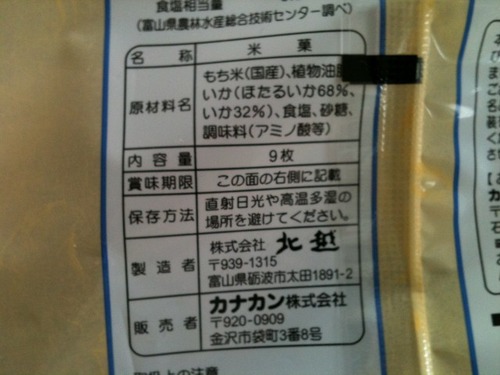 食塩相当量
(富山県農林水産総合技術センター調べ)
名称 米菓
原材料名 もち米(国産)、植物油脂
いか(ほたるいか68%、
いか32%)、食塩、砂糖、
調味料(アミノ酸等)
内容量 9枚
賞味期限 この面の右側に記載
保存方法 直射日光や高温多湿の
場所を避けてください。
製造者 株式会社 北越
〒939-1315
富山県砺波市太田1891-2
販売者 カナカン株式会社
〒920-0909
金沢市袋町3番8号